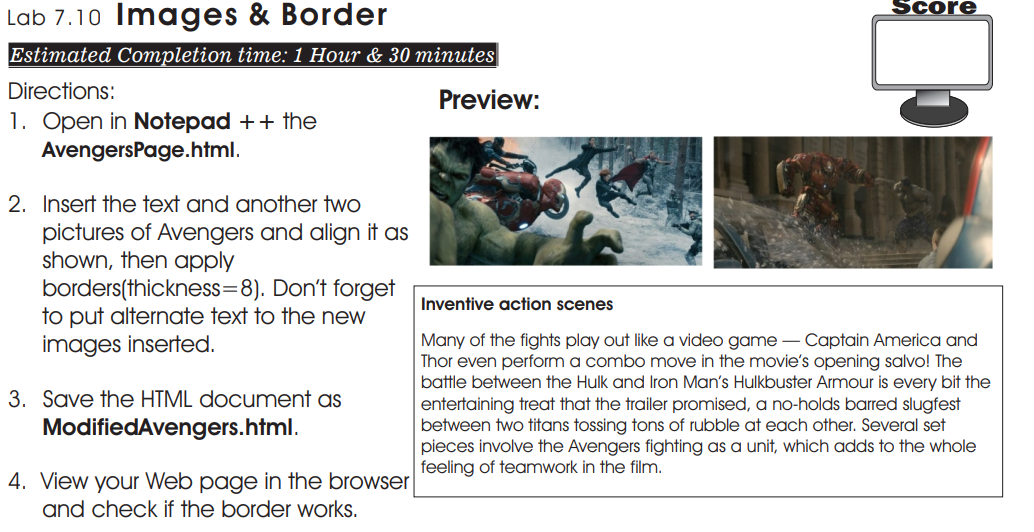 Lab 7.10 Images & Border
Score
Estimated Completion time: 1 Hour & 30 minutes
Directions:
1. Open in Notepad ++ the
AvengersPage.html.
2. Insert the text and another two
pictures of Avengers and align it as
shown, then apply
borders(thickness=8). Don't forget
to put alternate text to the new
images inserted.
3. Save the HTML document as
ModifiedAvengers.html.
4. View your Web page in the browser
and check if the border works.
Preview:
Inventive action scenes
Many of the fights play out like a video game — Captain America and
Thor even perform a combo move in the movie's opening salvo! The
battle between the Hulk and Iron Man's Hulkbuster Armour is every bit the
entertaining treat that the trailer promised, a no-holds barred slugfest
between two titans tossing tons of rubble at each other. Several set
pieces involve the Avengers fighting as a unit, which adds to the whole
feeling of teamwork in the film.